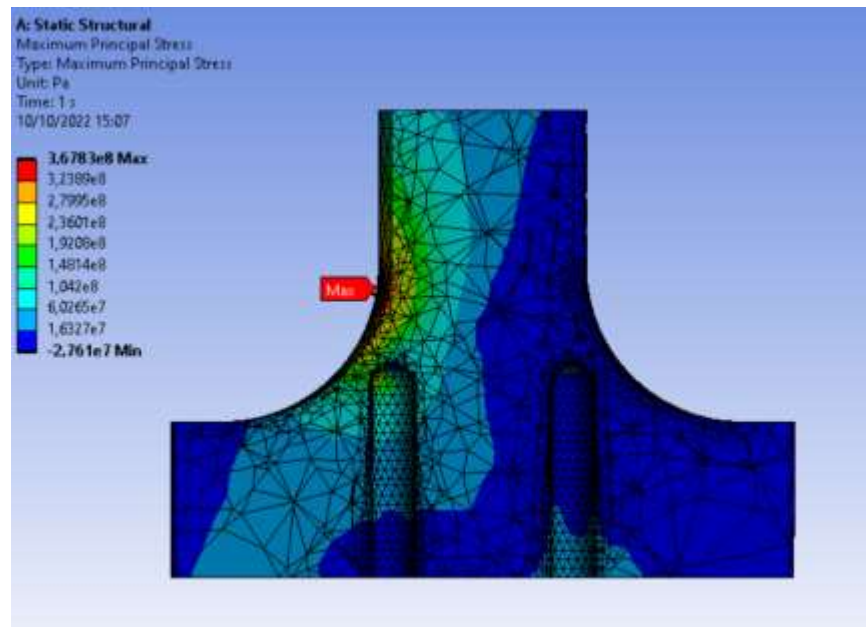 A: Static Structural
Maximum Principal Stress
Type: Maximum Principal Stress
Unit: Pa
Time: 1 s
10/10/2022 15:07
3,6783e8 Max
3,2389e8
2,7995e8
2,3601e8
1,9208e8
1,4814e8
1,042e8
6,0265e7
1,6327e7
-2,761e7 Min
Max